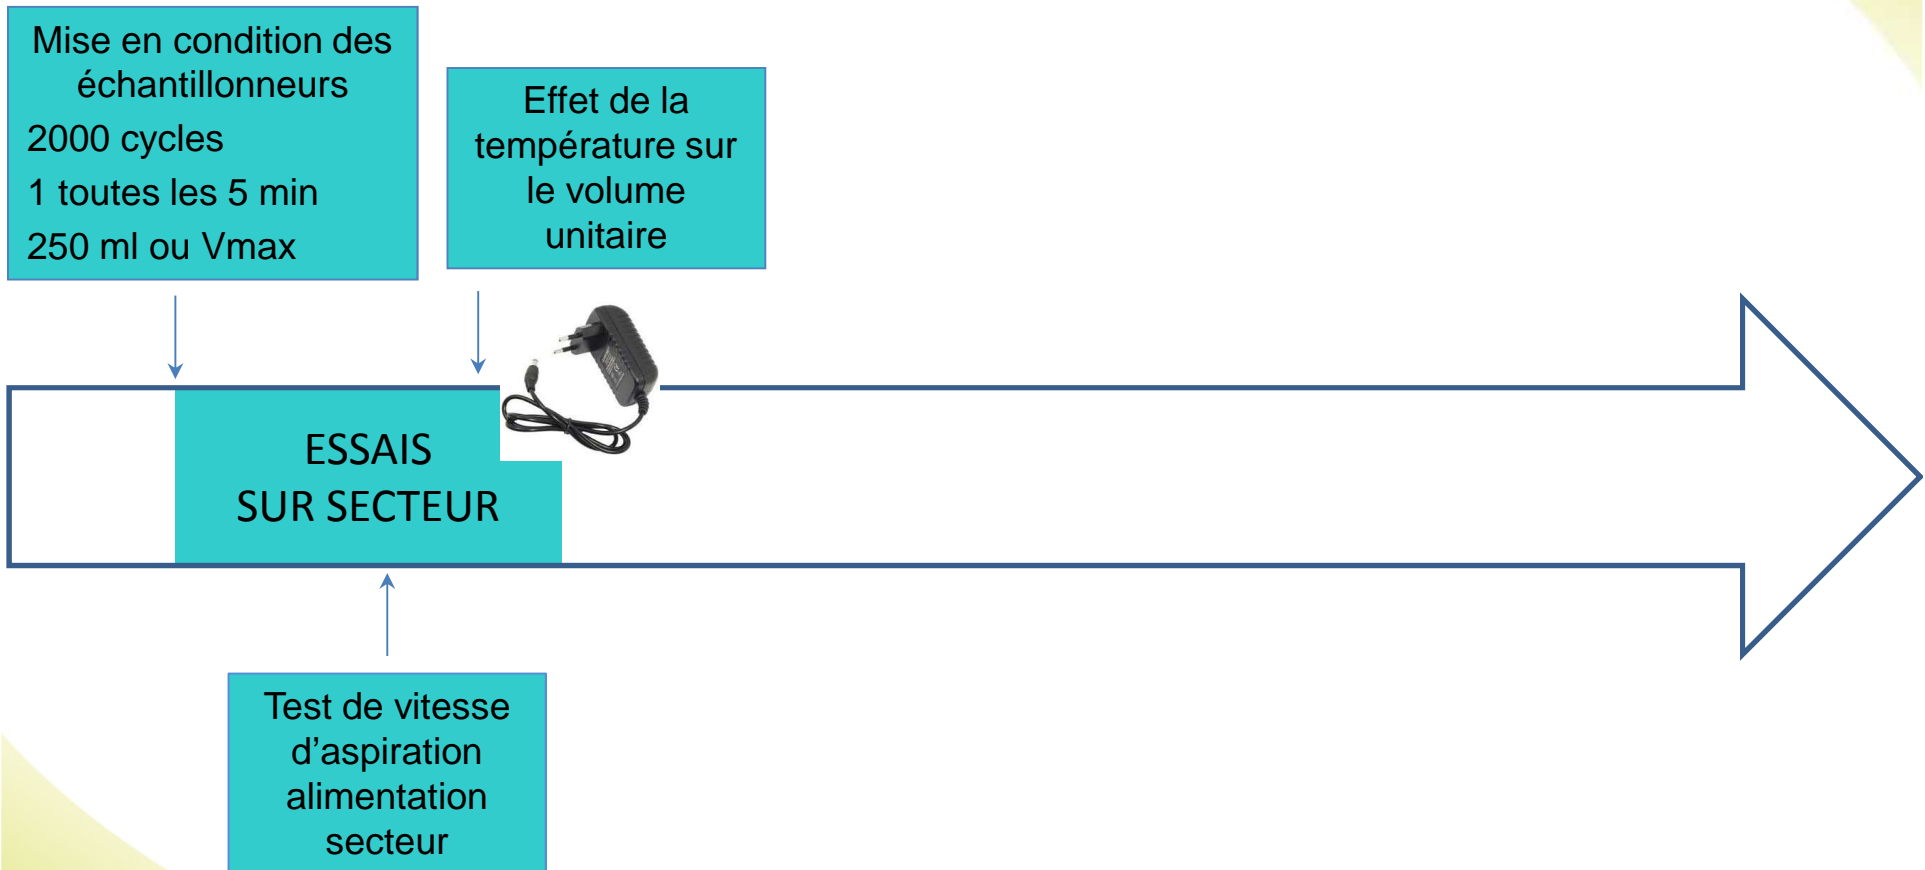 Mise en condition des
échantillonneurs
2000 cycles
1 toutes les 5 min
250 ml ou Vmax
Effet de la
température sur
le volume
unitaire
ESSAIS
SUR SECTEUR
Test de vitesse
d’aspiration
alimentation
secteur